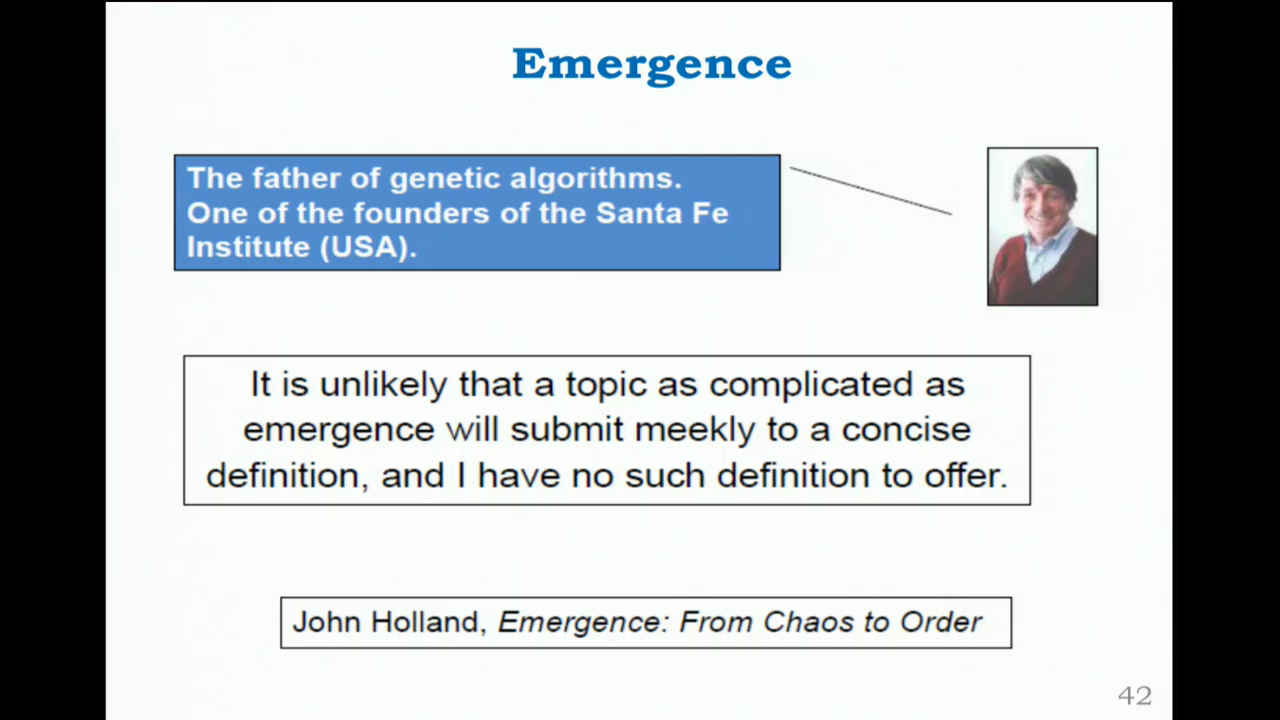 Emergence
The father of genetic algorithms.
One of the founders of the Santa Fe
Institute (USA).
It is unlikely that a topic as complicated as
emergence will submit meekly to a concise
definition, and I have no such definition to offer.
John Holland, Emergence: From Chaos to Order
42